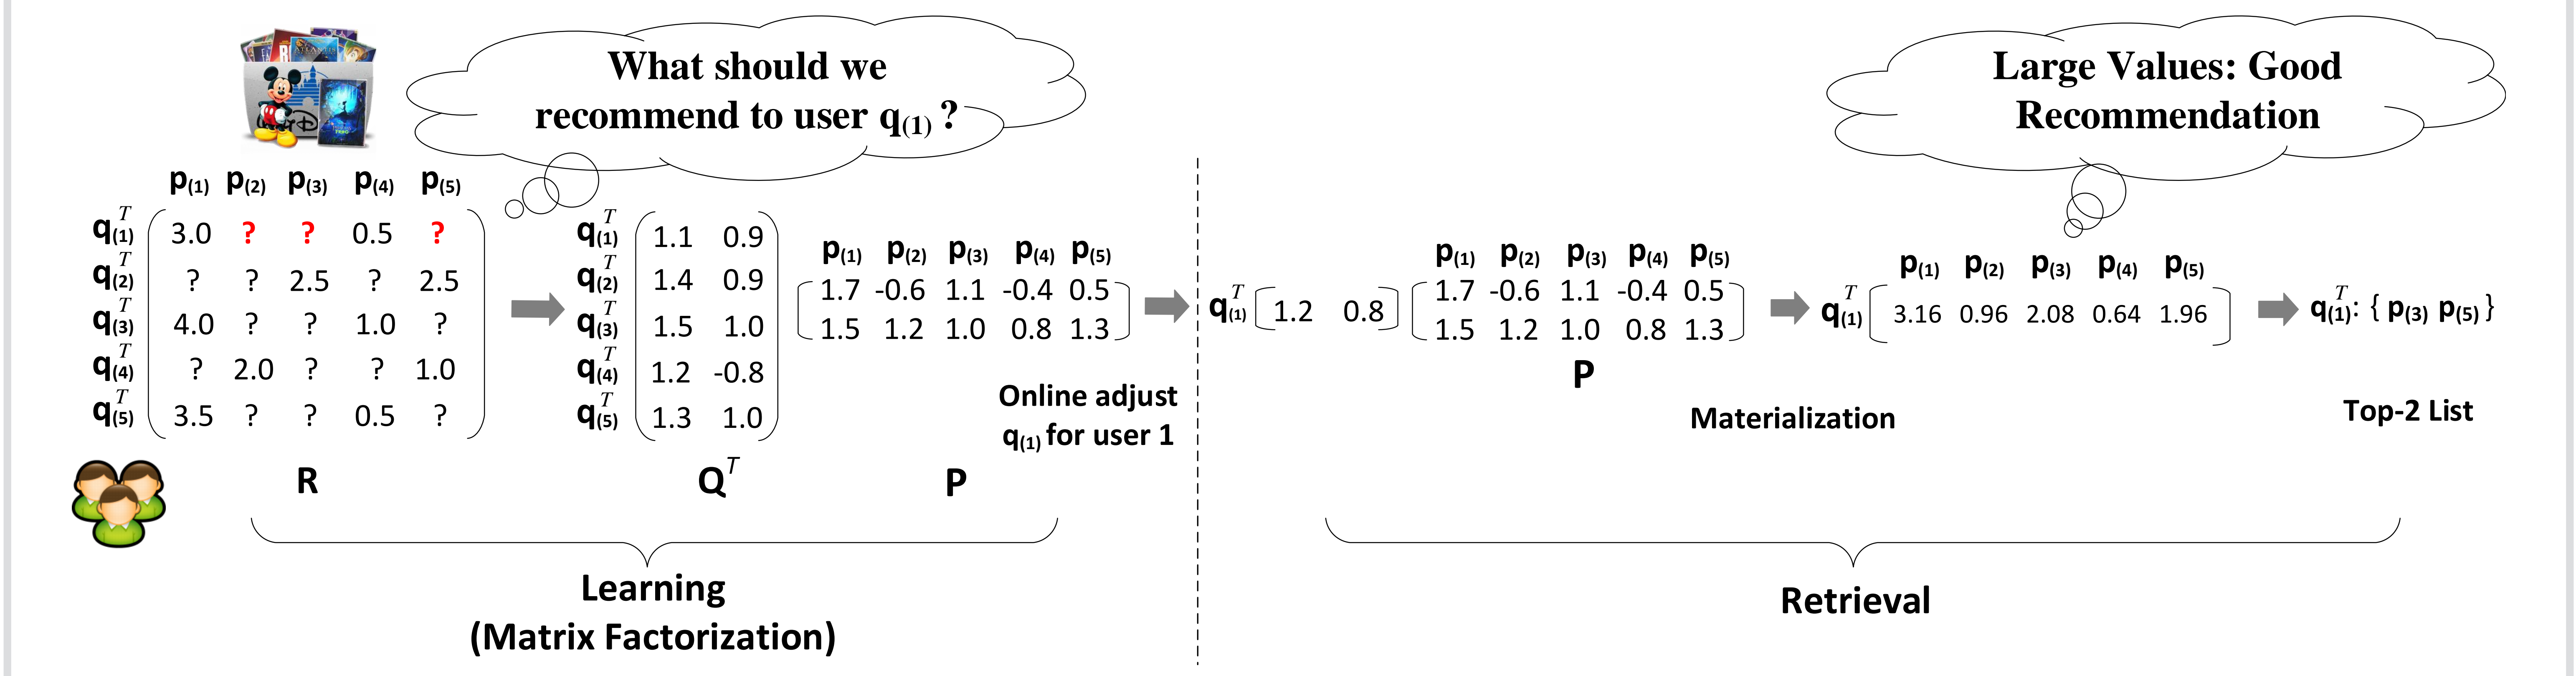 What should we
recommend to user q(1) ?
Large Values: Good
Recommendation
p(1) p(2) p(3) p(4) p(5)
q(1)^T 3.0 ? ? 0.5 ?
q(2)^T ? ? 2.5 ? 2.5
q(3)^T 4.0 ? ? 1.0 ?
q(4)^T ? 2.0 ? ? 1.0
q(5)^T 3.5 ? ? 0.5 ?
R
q(1)^T 1.1 0.9
q(2)^T 1.4 0.9
q(3)^T 1.5 1.0
q(4)^T 1.2 -0.8
q(5)^T 1.3 1.0
Q^T
p(1) p(2) p(3) p(4) p(5)
1.7 -0.6 1.1 -0.4 0.5
1.5 1.2 1.0 0.8 1.3
P
Online adjust
q(1) for user 1
Learning
(Matrix Factorization)
q(1)^T 1.2 0.8
p(1) p(2) p(3) p(4) p(5)
1.7 -0.6 1.1 -0.4 0.5
1.5 1.2 1.0 0.8 1.3
P
Materialization
p(1) p(2) p(3) p(4) p(5)
q(1)^T 3.16 0.96 2.08 0.64 1.96
q(1)^T: { p(3) p(5) }
Top-2 List
Retrieval